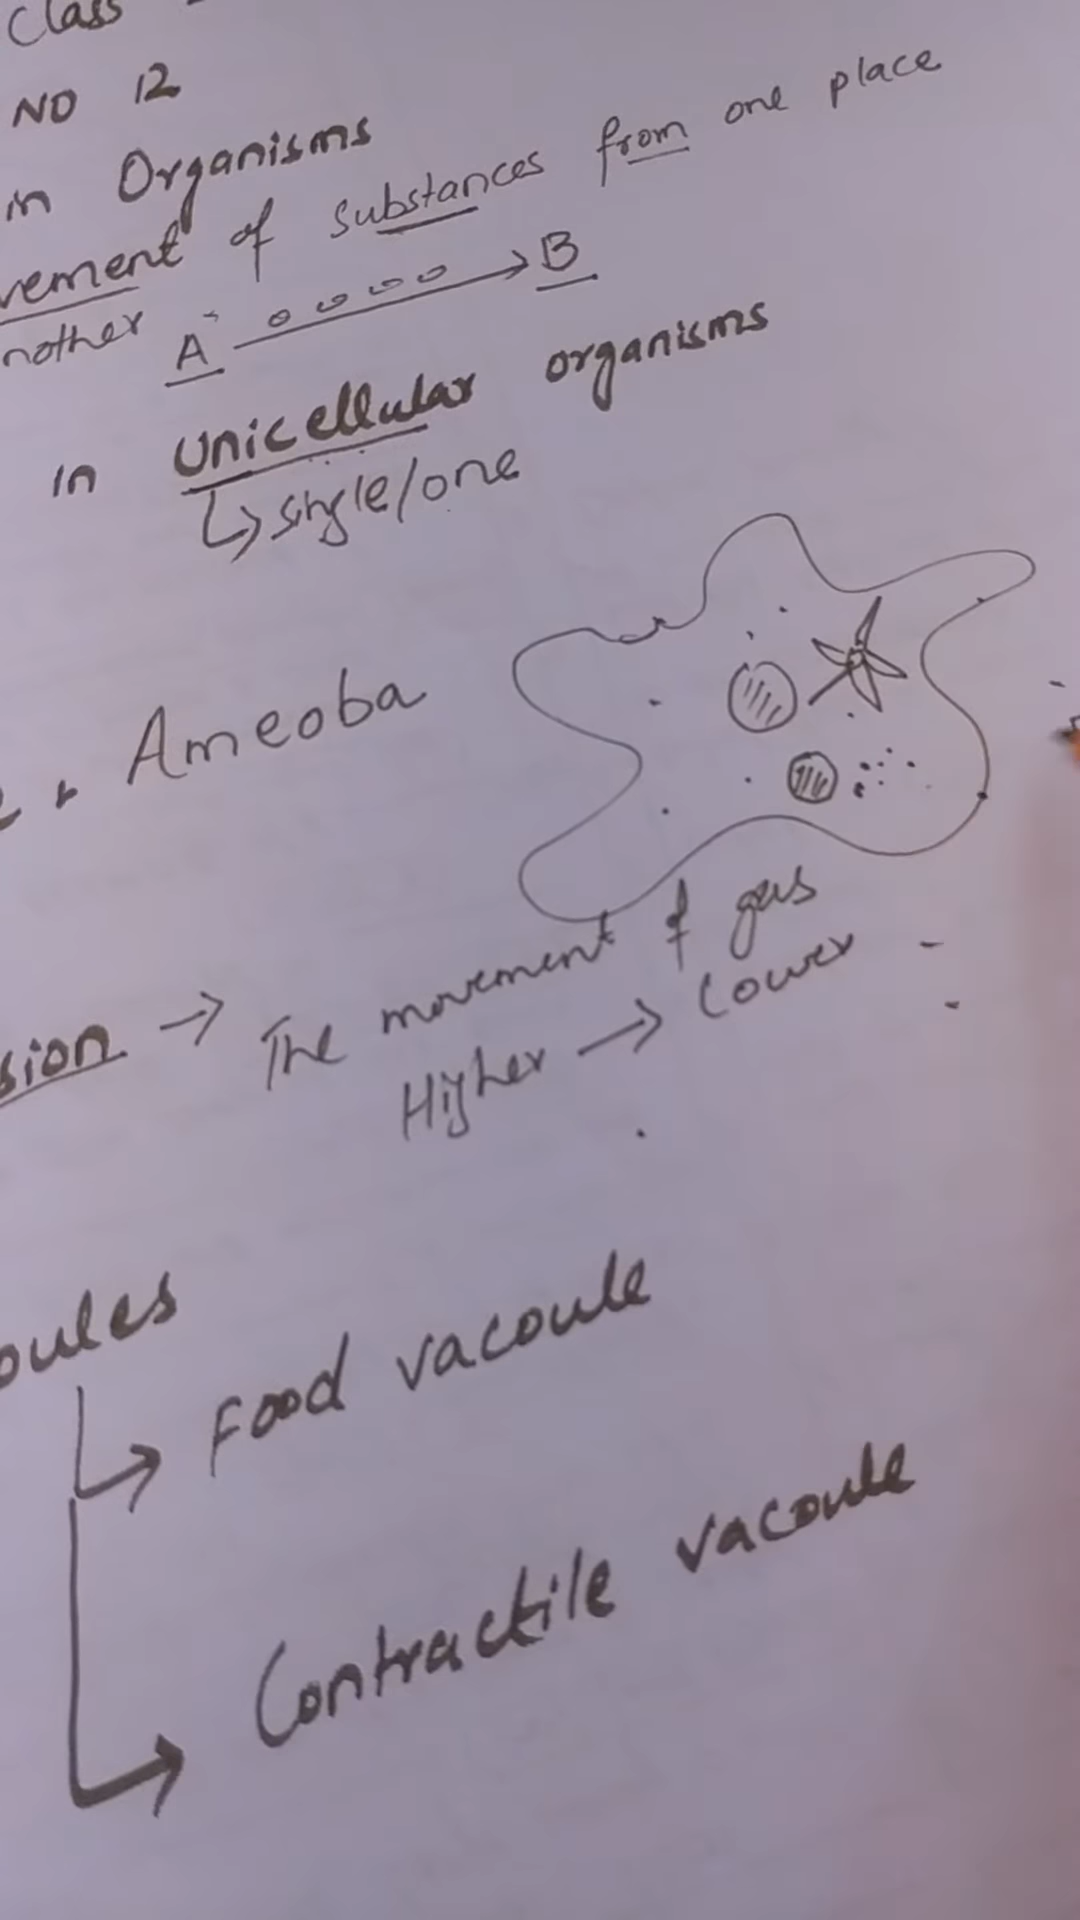 Class
NO 12
in Organisms
vement of substances from one place
nother A → B
in Unicellular organisms
↳ single/one
Ameoba
sion → The movement of gas
Higher → Lower
oules
Food vacoule
Contractile vacoule